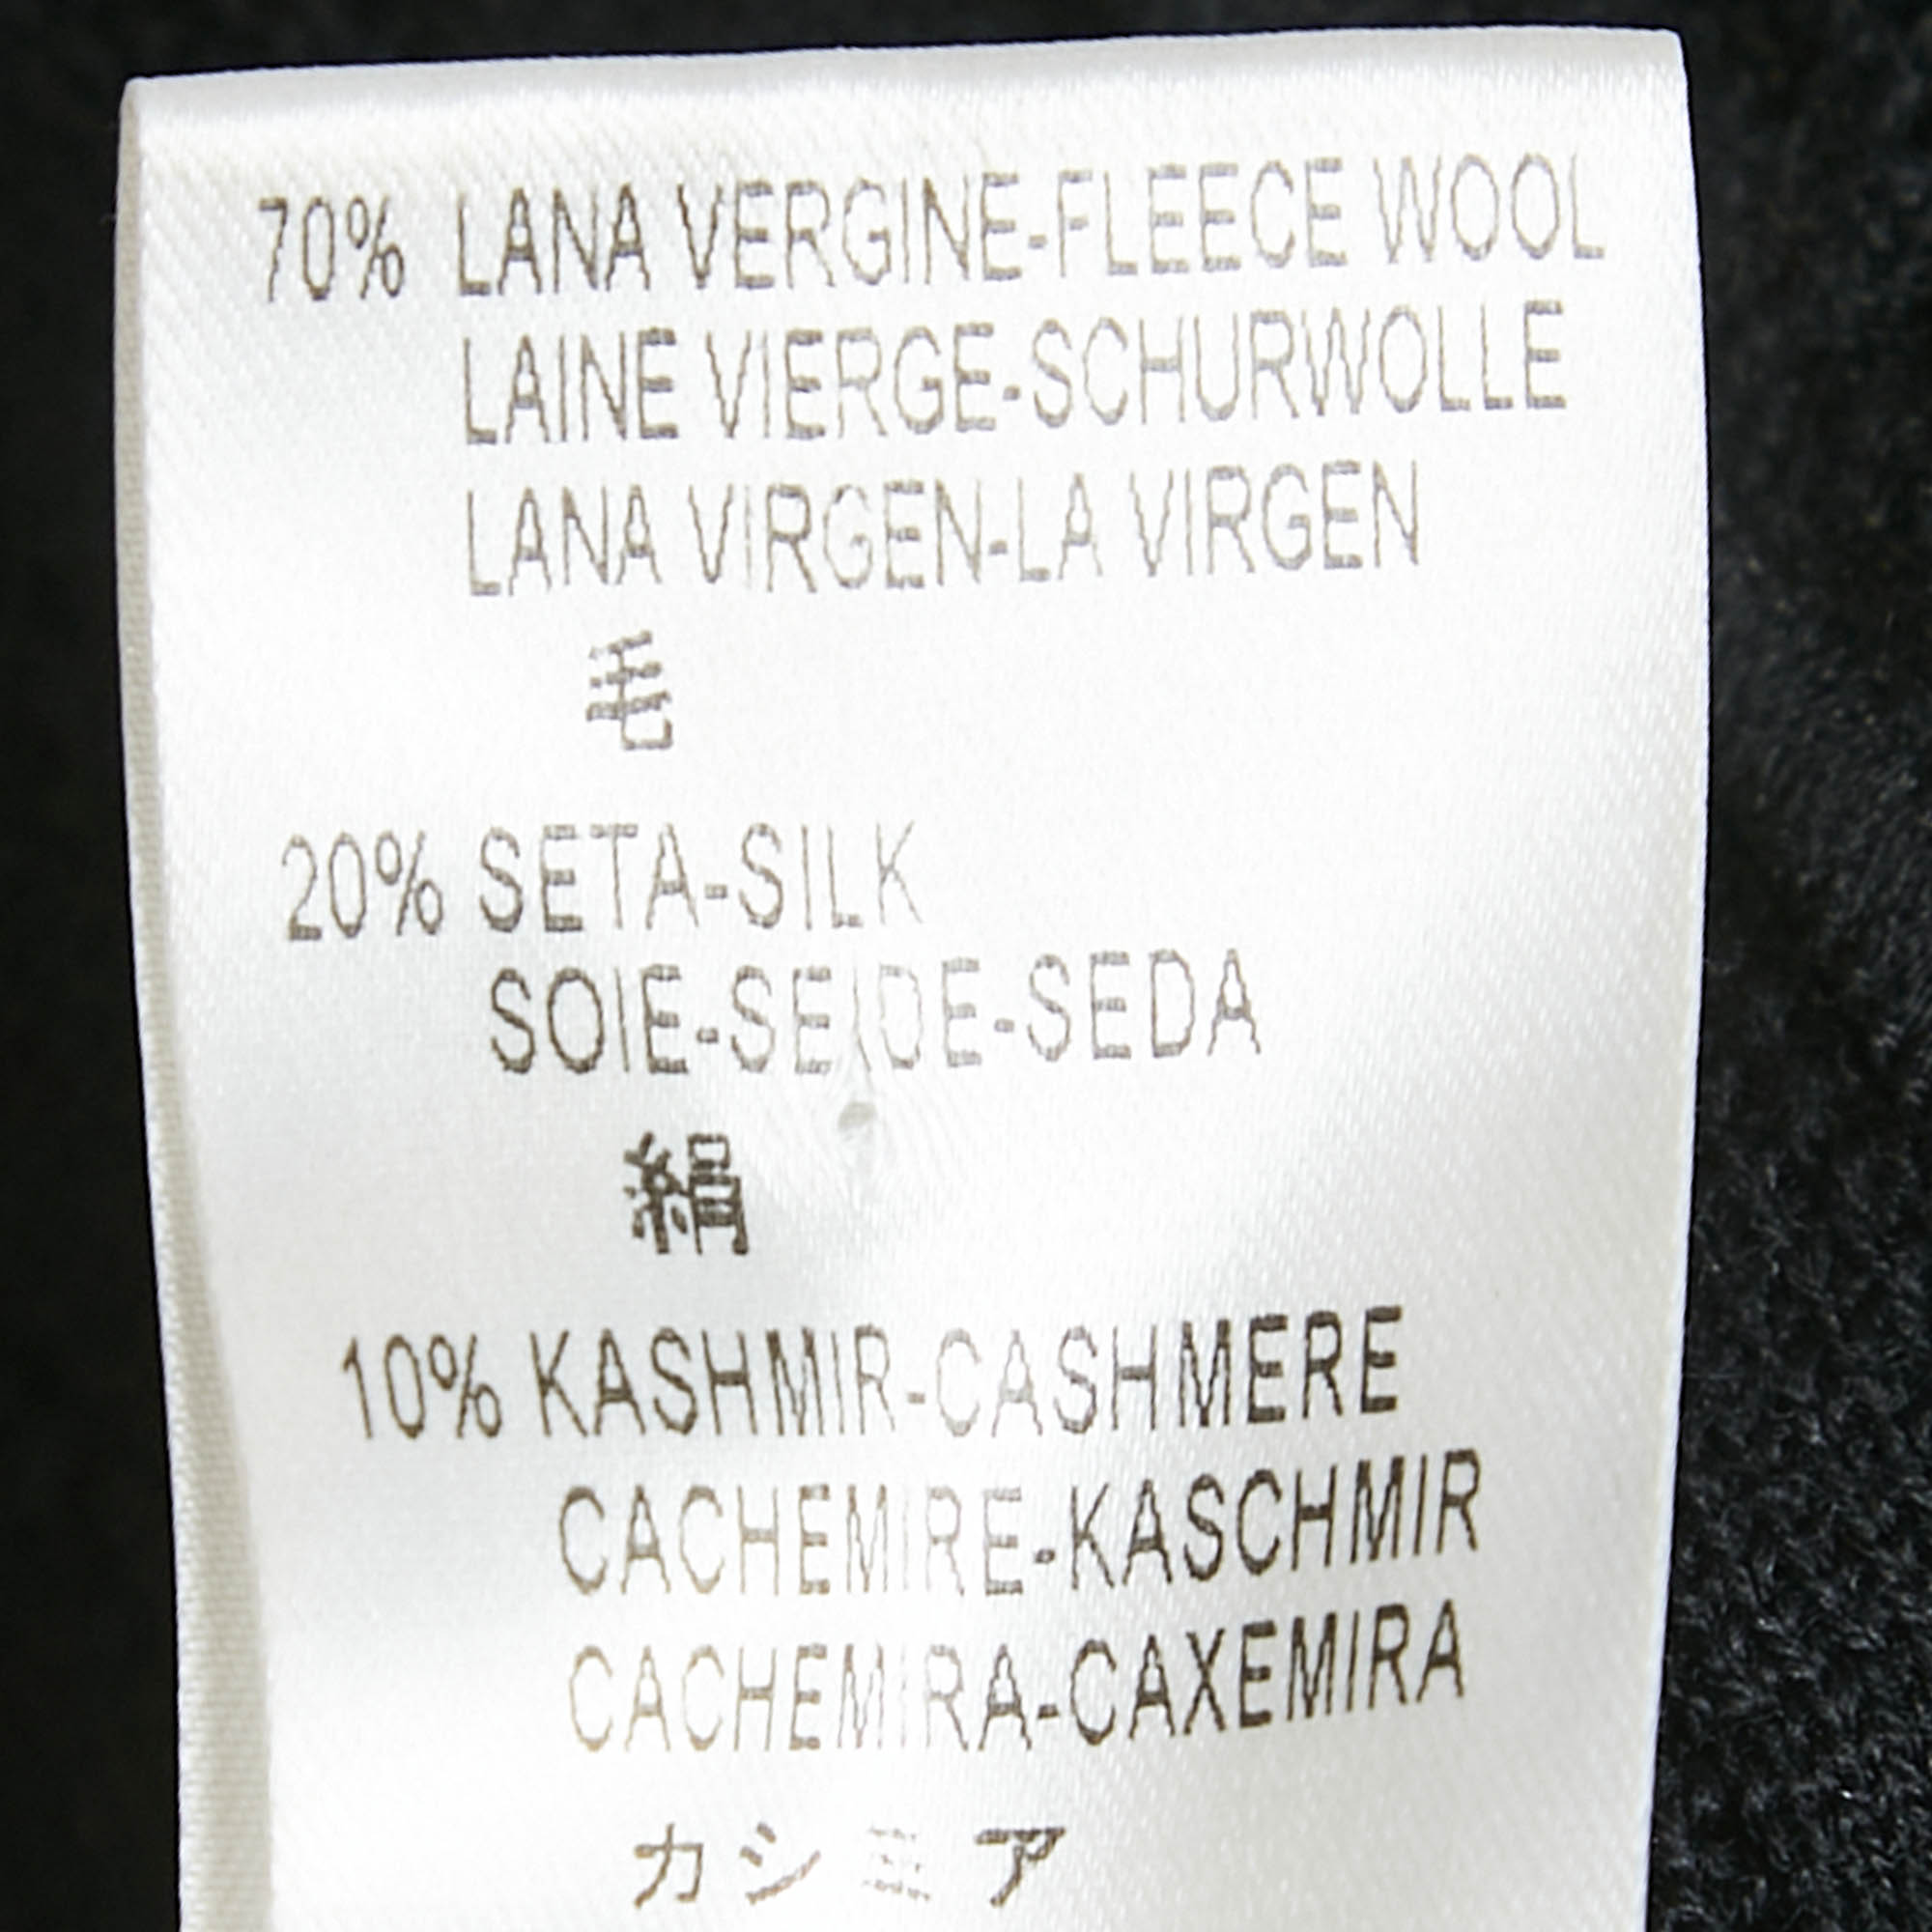 70% LANA VERGINE-FLEECE WOOL
LAINE VIERGE-SCHURWOLLE
LANA VIRGEN-LA VIRGEN
毛
20% SETA-SILK
SOIE-SEIDE-SEDA
絹
10% KASHMIR-CASHMERE
CACHEMIRE-KASCHMIR
CACHEMIRA-CAXEMIRA
カシミア